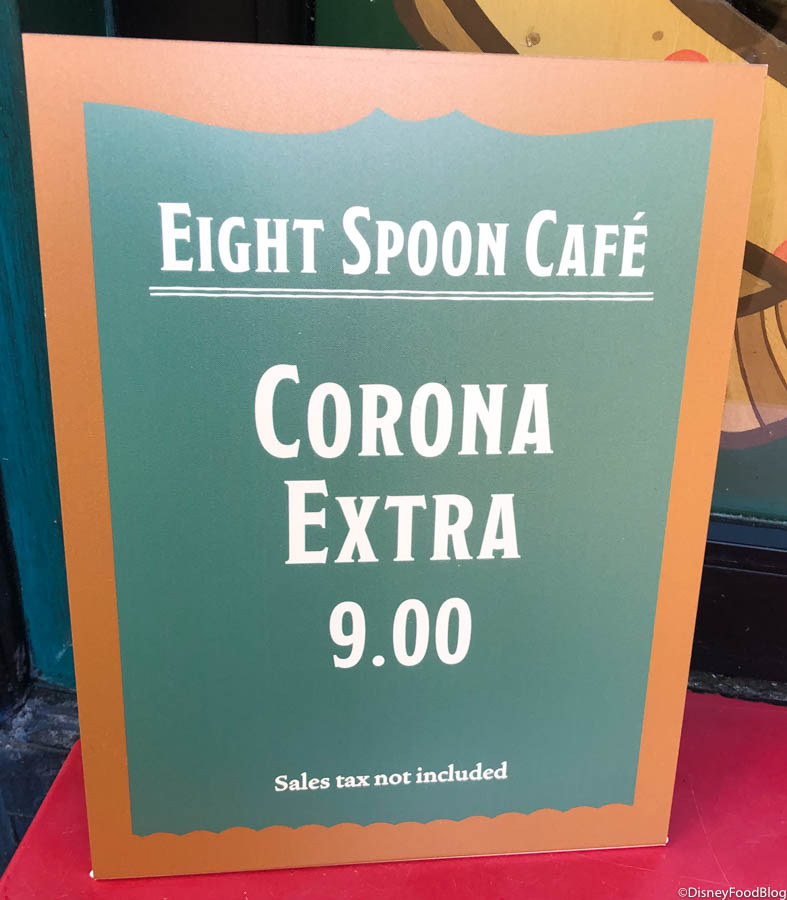 EIGHT SPOON CAFÉ
CORONA
EXTRA
9.00
Sales tax not included
©DisneyFoodBlog